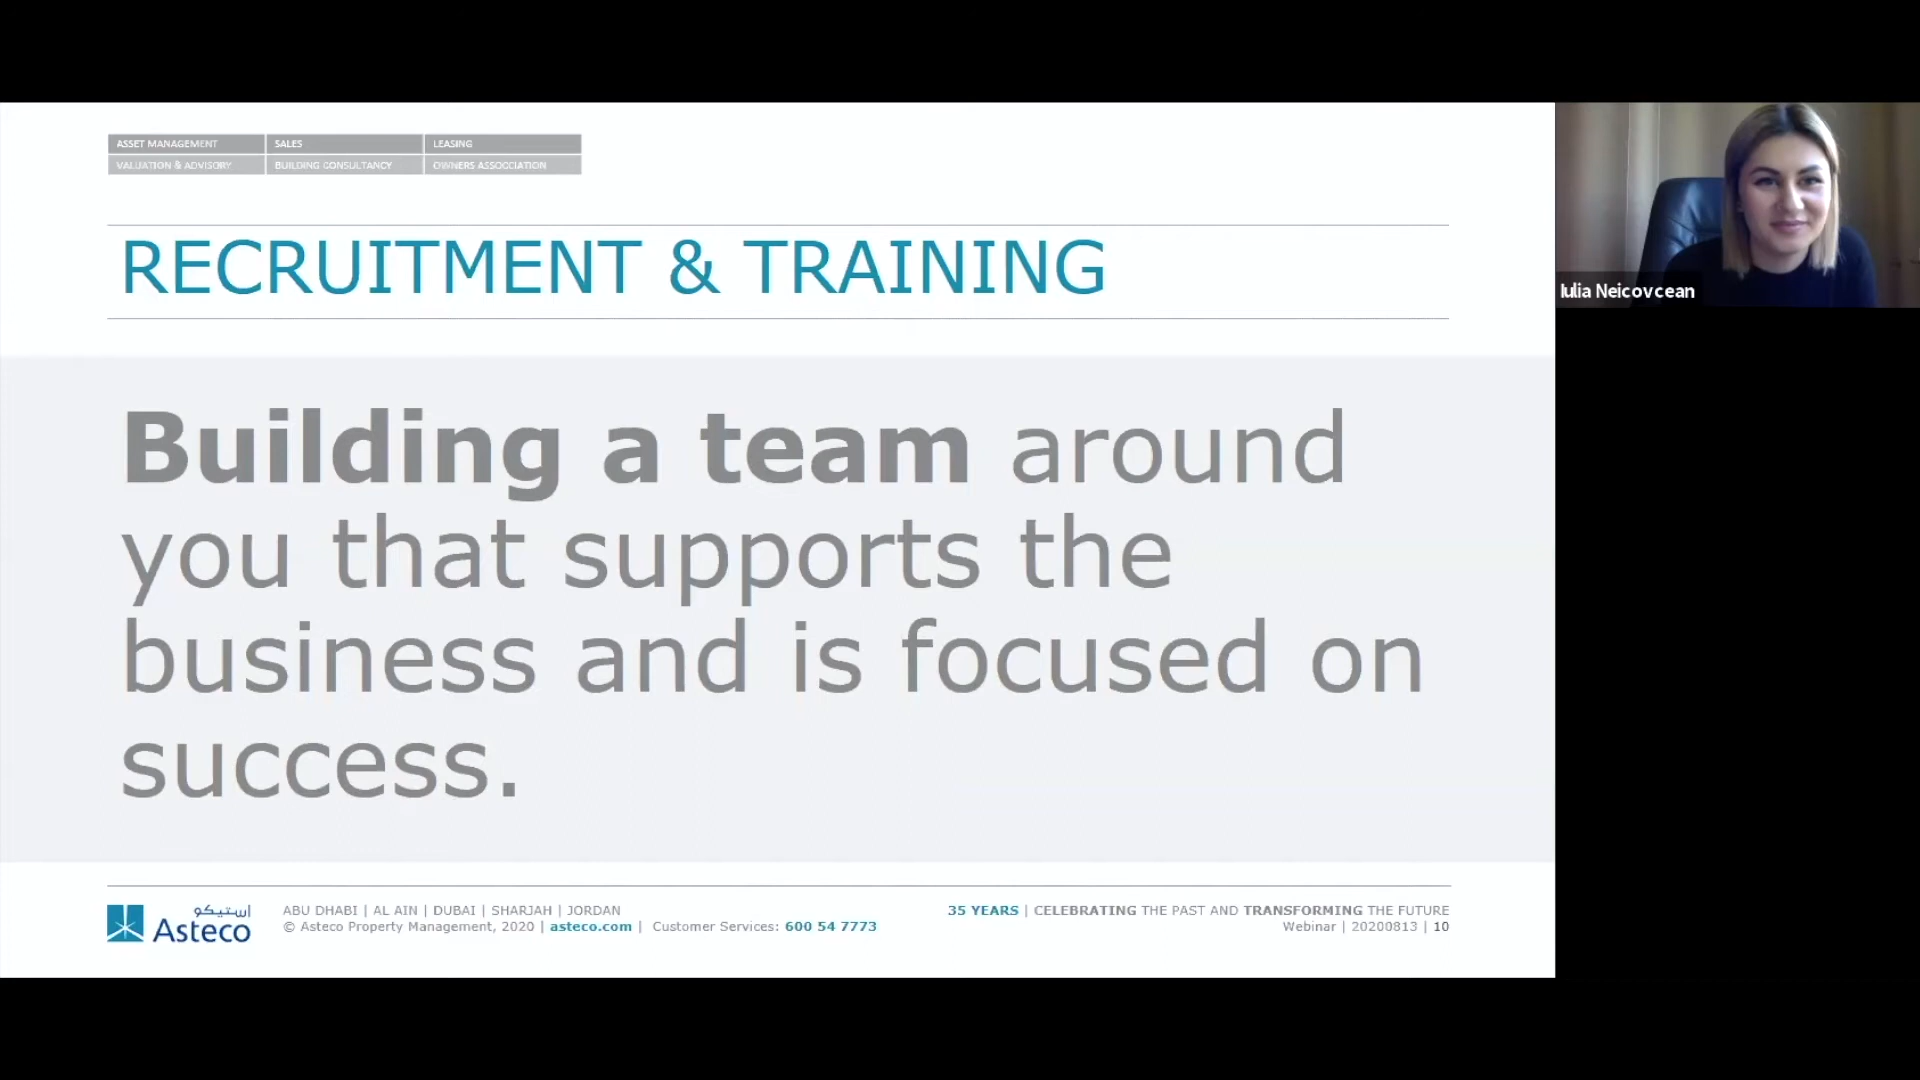 ASSET MANAGEMENT SALES LEASING
VALUATION & ADVISORY BUILDING CONSULTANCY OWNERS ASSOCCIATION
RECRUITMENT & TRAINING
Iulia Neicovcean
Building a team around
you that supports the
business and is focused on
success.
استيكو
Asteco
ABU DHABI | AL AIN | DUBAI | SHARJAH | JORDAN
© Asteco Property Management, 2020 | asteco.com | Customer Services: 600 54 7773
35 YEARS | CELEBRATING THE PAST AND TRANSFORMING THE FUTURE
Webinar | 20200813 | 10